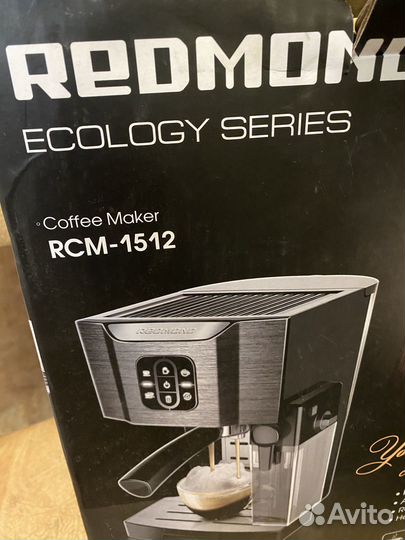 REDMOND
ECOLOGY SERIES
Coffee Maker
RCM-1512
REDMOND
Avito